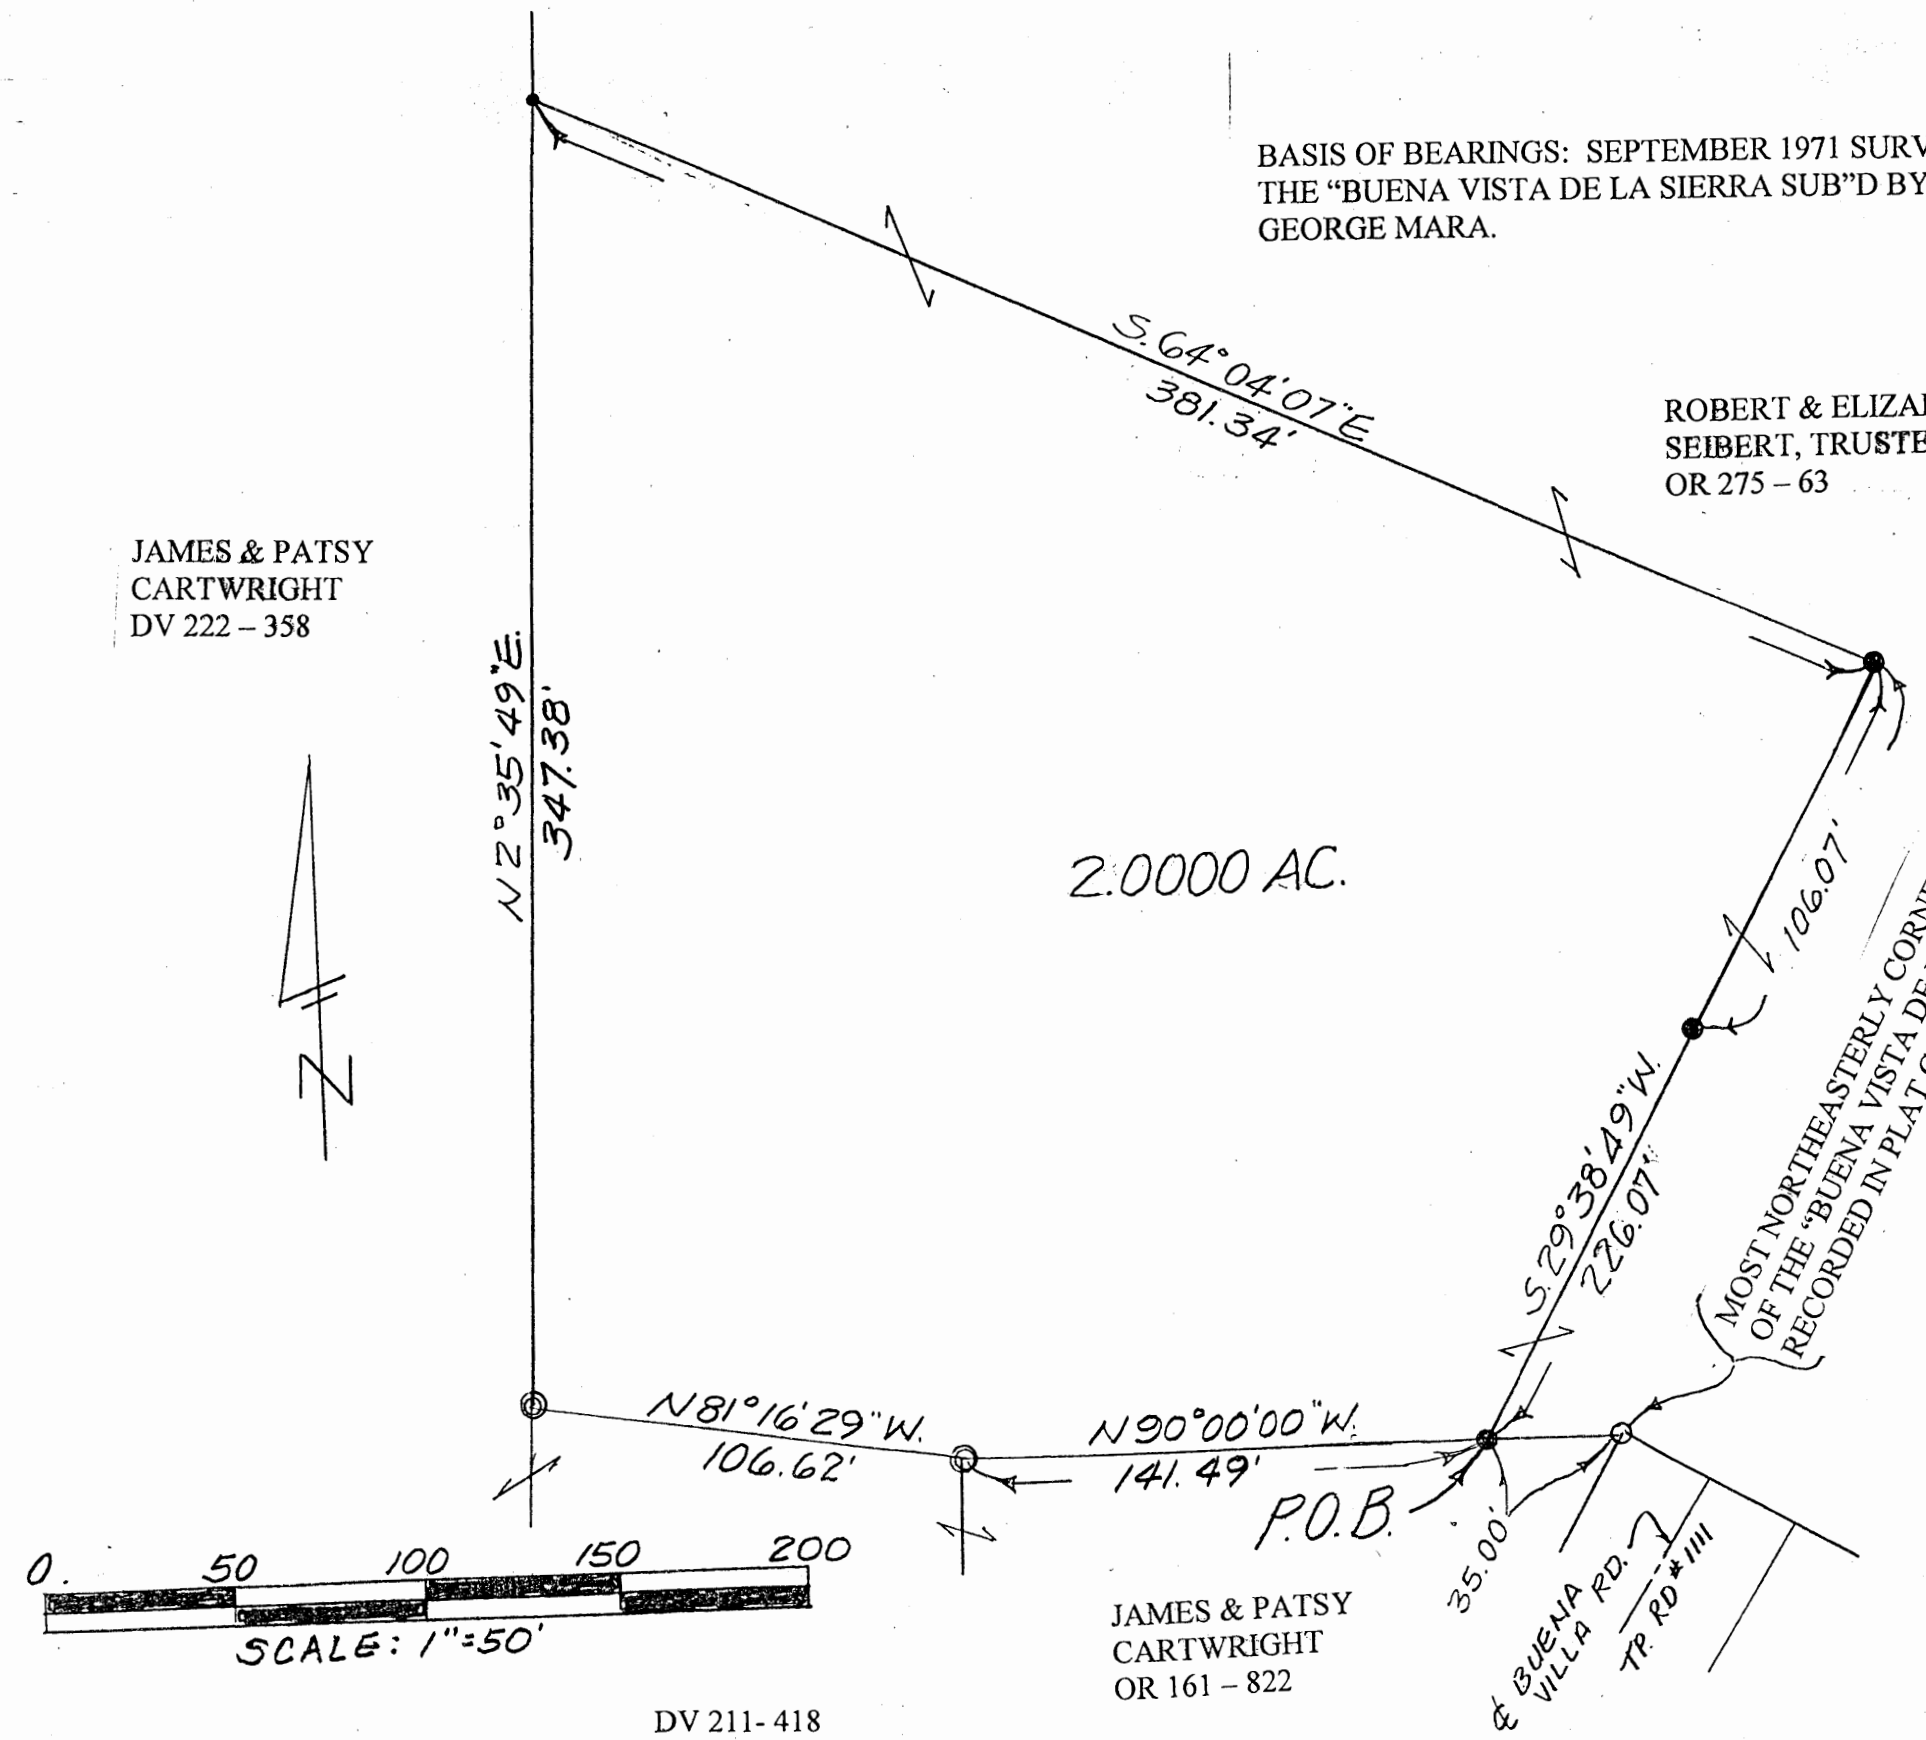 BASIS OF BEARINGS: SEPTEMBER 1971 SURV
THE “BUENA VISTA DE LA SIERRA SUB”D BY
GEORGE MARA.
S.64°04'07"E
381.34'
ROBERT & ELIZA
SEIBERT, TRUSTE
OR 275 – 63
JAMES & PATSY
CARTWRIGHT
DV 222 – 358
N2°35'49"E.
347.38'
2.0000 AC.
106.07'
N
S.29°38'49"W.
226.07'
MOST NORTHEASTERLY CORNE
OF THE “BUENA VISTA DE
RECORDED IN PLAT
N81°16'29"W.
106.62'
N90°00'00"W.
141.49'
P.O.B.
35.00'
0. 50 100 150 200
SCALE: 1"=50'
JAMES & PATSY
CARTWRIGHT
OR 161 – 822
℄ BUENA
VILLA RD.
TP. RD #1111
DV 211- 418